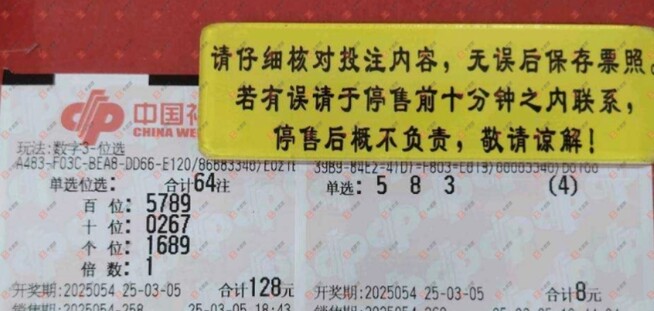 请仔细核对投注内容，无误后保存票照。
若有误请于停售前十分钟之内联系，
停售后概不负责，敬请谅解！
中国福
CHINA WE
玩法：数字3-位选
单选位选： 合计64注
百 位：5789
十 位：0267
个 位：1689
倍 数：1
开奖期：2025054 25-03-05 合计128元
25-03-05 18:43
单选： 5 8 3 (4)
开奖期：2025054 25-03-05 合计8元